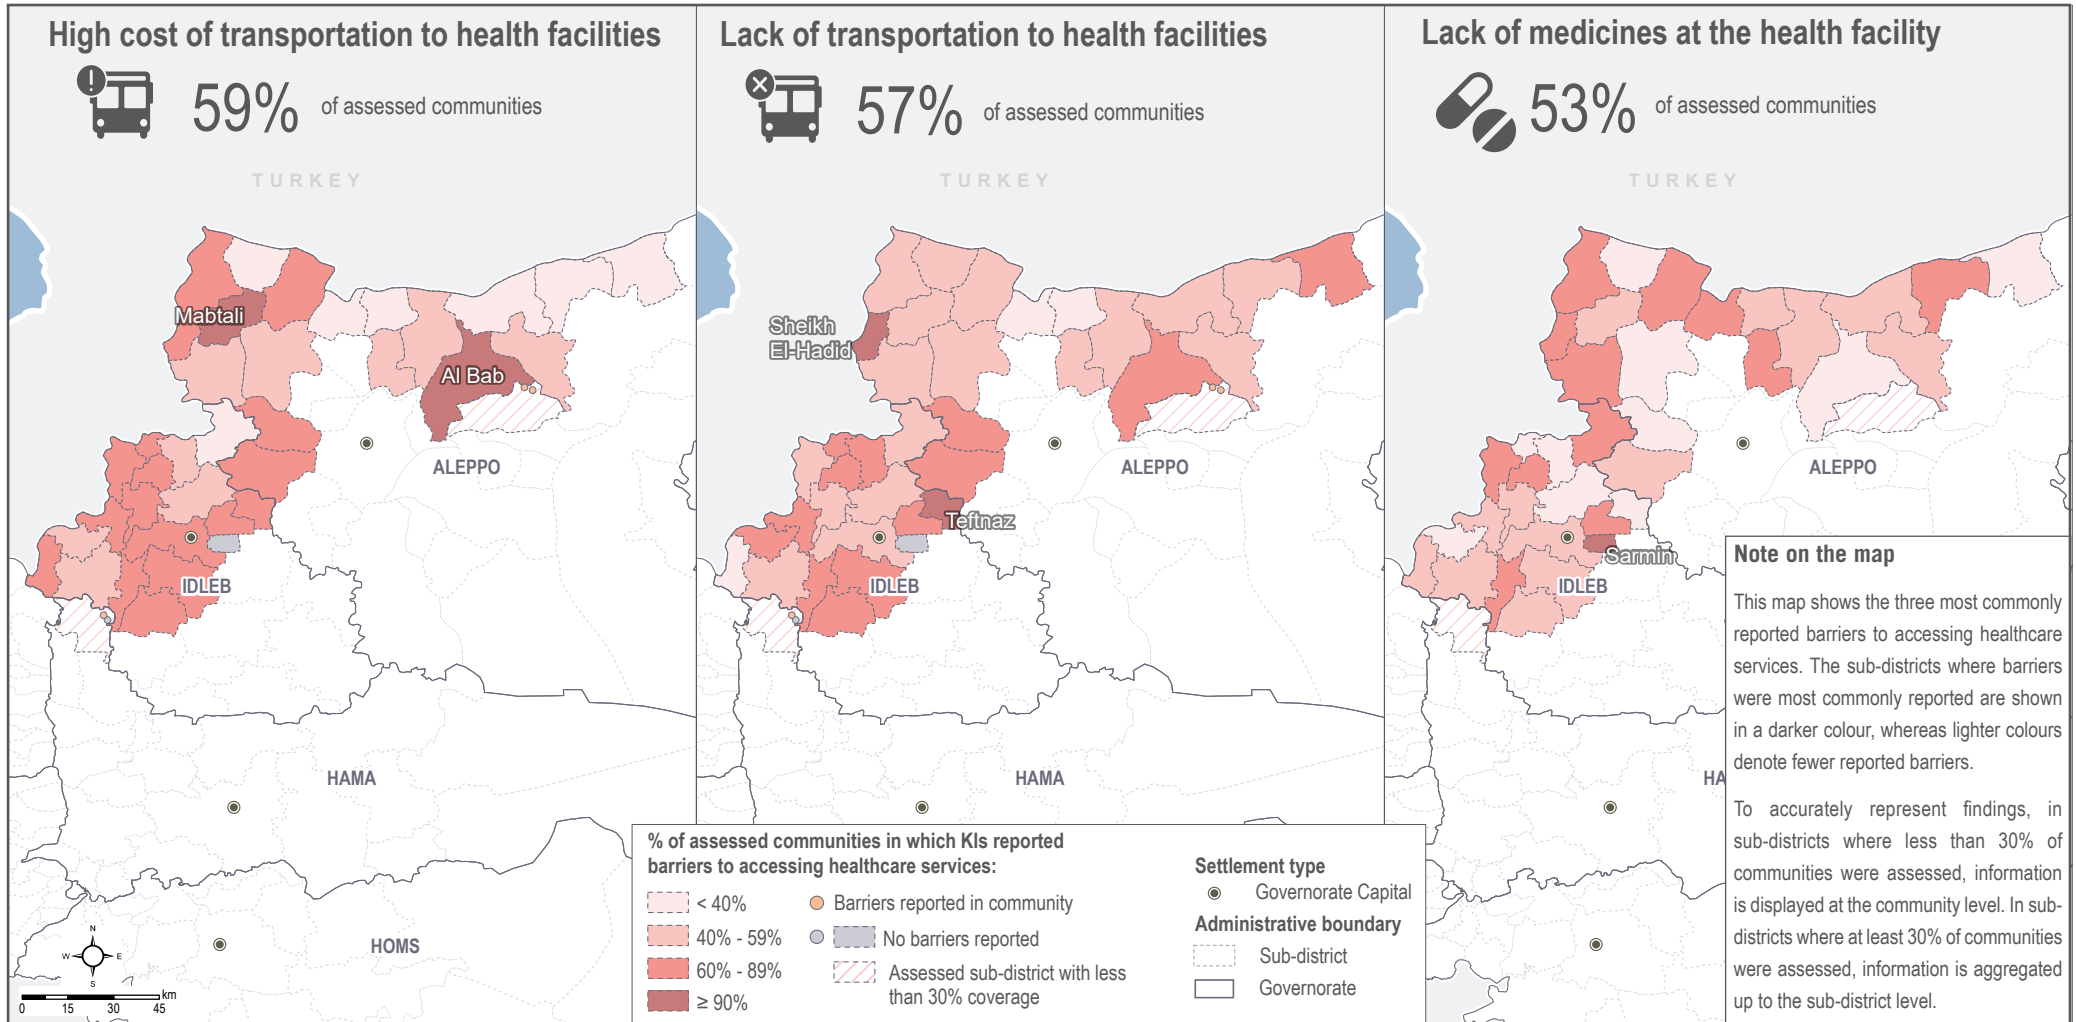 High cost of transportation to health facilities
59% of assessed communities
TURKEY
Mabtali
Al Bab
ALEPPO
IDLEB
HAMA
HOMS
N
W E
S
km
0 15 30 45
Lack of transportation to health facilities
57% of assessed communities
TURKEY
Sheikh
El-Hadid
ALEPPO
Teftnaz
IDLEB
HAMA
Lack of medicines at the health facility
53% of assessed communities
TURKEY
ALEPPO
Sarmin
IDLEB
HA
% of assessed communities in which KIs reported
barriers to accessing healthcare services:
< 40%
40% - 59%
60% - 89%
≥ 90%
Barriers reported in community
No barriers reported
Assessed sub-district with less
than 30% coverage
Settlement type
Governorate Capital
Administrative boundary
Sub-district
Governorate
Note on the map
This map shows the three most commonly
reported barriers to accessing healthcare
services. The sub-districts where barriers
were most commonly reported are shown
in a darker colour, whereas lighter colours
denote fewer reported barriers.
To accurately represent findings, in
sub-districts where less than 30% of
communities were assessed, information
is displayed at the community level. In sub-
districts where at least 30% of communities
were assessed, information is aggregated
up to the sub-district level.